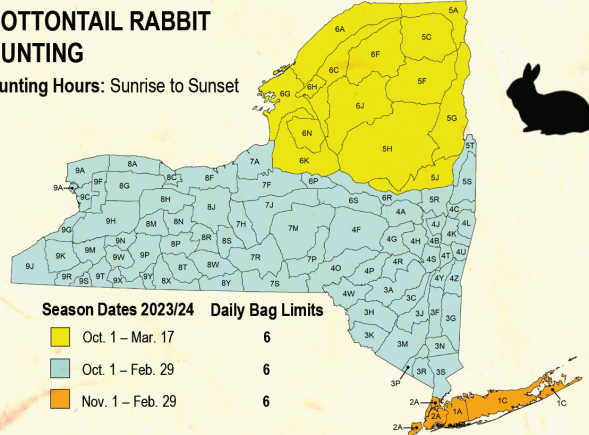 OTTONTAIL RABBIT
UNTING
unting Hours: Sunrise to Sunset
5A
6A
5C
6F
6C
5F
6H
6G
6J
5G
6N
5H
5T
6K
5J
7A
9A
8A
8C
8F
6P
5S
9A
9F
8G
7F
6R
5R
9C
8H
8J
7J
6S
4A
4C
9H
8M
8N
7H
7M
4F
4J
4L
9G
4G
4H
4B
4K
9N
8P
8R
8S
9M
9K
9W
9P
7R
7P
4R
4S
4T
4U
9J
8T
8W
4O
4P
9R
9S
9T
9X
9Y
8X
8Y
7S
4Y
4Z
4W
3A
3C
3H
3J
3F
3G
3K
3M
3N
3P
3R
3S
2A
2A
1A
1C
1C
2A
Season Dates 2023/24 Daily Bag Limits
Oct. 1 – Mar. 17 6
Oct. 1 – Feb. 29 6
Nov. 1 – Feb. 29 6